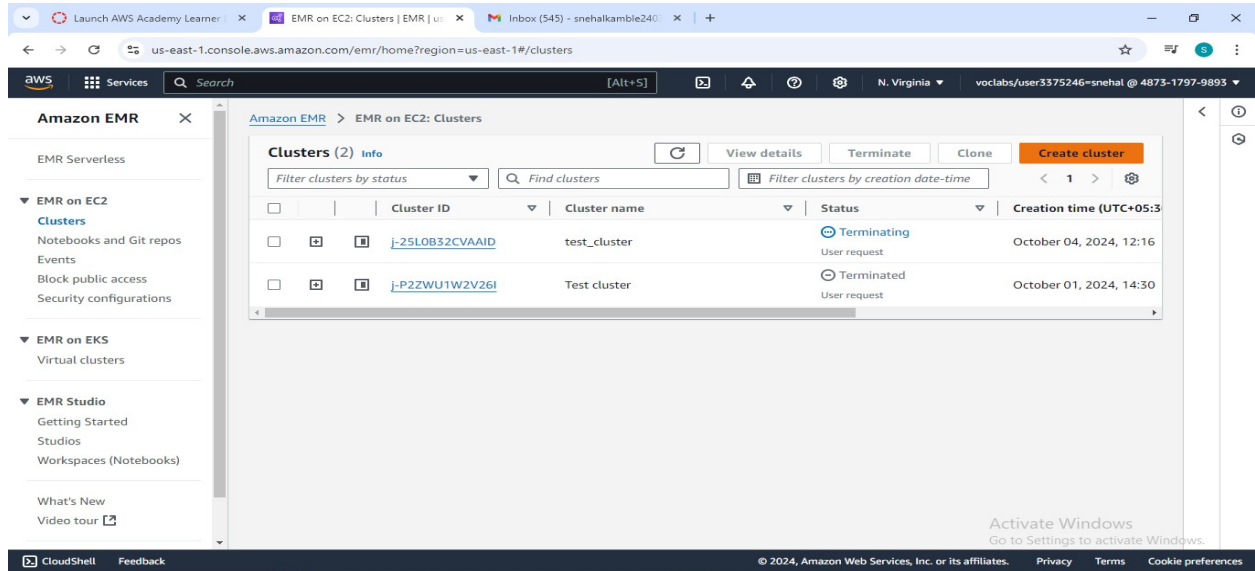 Launch AWS Academy Learner
EMR on EC2: Clusters | EMR | us
Inbox (545) - snehalkamble240
us-east-1.console.aws.amazon.com/emr/home?region=us-east-1#/clusters
S
aws
Services
Search
[Alt+S]
N. Virginia
voclabs/user3375246=snehal @ 4873-1797-9893
Amazon EMR
EMR Serverless
EMR on EC2
Clusters
Notebooks and Git repos
Events
Block public access
Security configurations
EMR on EKS
Virtual clusters
EMR Studio
Getting Started
Studios
Workspaces (Notebooks)
What's New
Video tour
Amazon EMR > EMR on EC2: Clusters
Clusters (2) Info
View details
Terminate
Clone
Create cluster
Filter clusters by status
Find clusters
Filter clusters by creation date-time
< 1 >
Cluster ID
Cluster name
Status
Creation time (UTC+05:3
j-25L0B32CVAAID
test_cluster
Terminating
User request
October 04, 2024, 12:16
j-P2ZWU1W2V26I
Test cluster
Terminated
User request
October 01, 2024, 14:30
Activate Windows
Go to Settings to activate Windows.
CloudShell
Feedback
© 2024, Amazon Web Services, Inc. or its affiliates.
Privacy
Terms
Cookie preferences